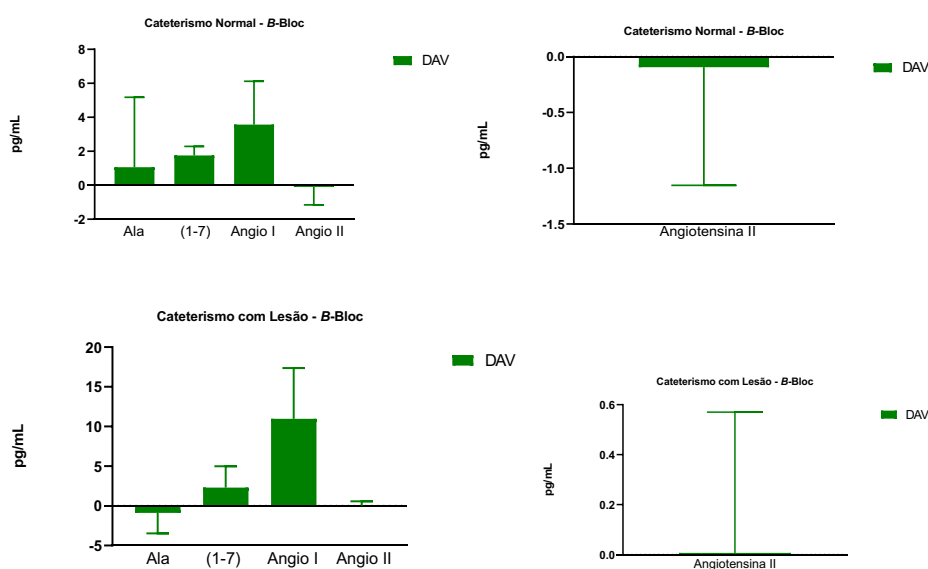 Cateterismo Normal - B-Bloc
DAV
pg/mL
8
6
4
2
0
-2
Ala (1-7) Angio I Angio II
Cateterismo Normal - B-Bloc
DAV
pg/mL
0.0
-0.5
-1.0
-1.5
Angiotensina II
Cateterismo com Lesão - B-Bloc
DAV
pg/mL
20
15
10
5
0
-5
Ala (1-7) Angio I Angio II
Cateterismo com Lesão - B-Bloc
DAV
pg/mL
0.6
0.4
0.2
0.0
Angiotensina II